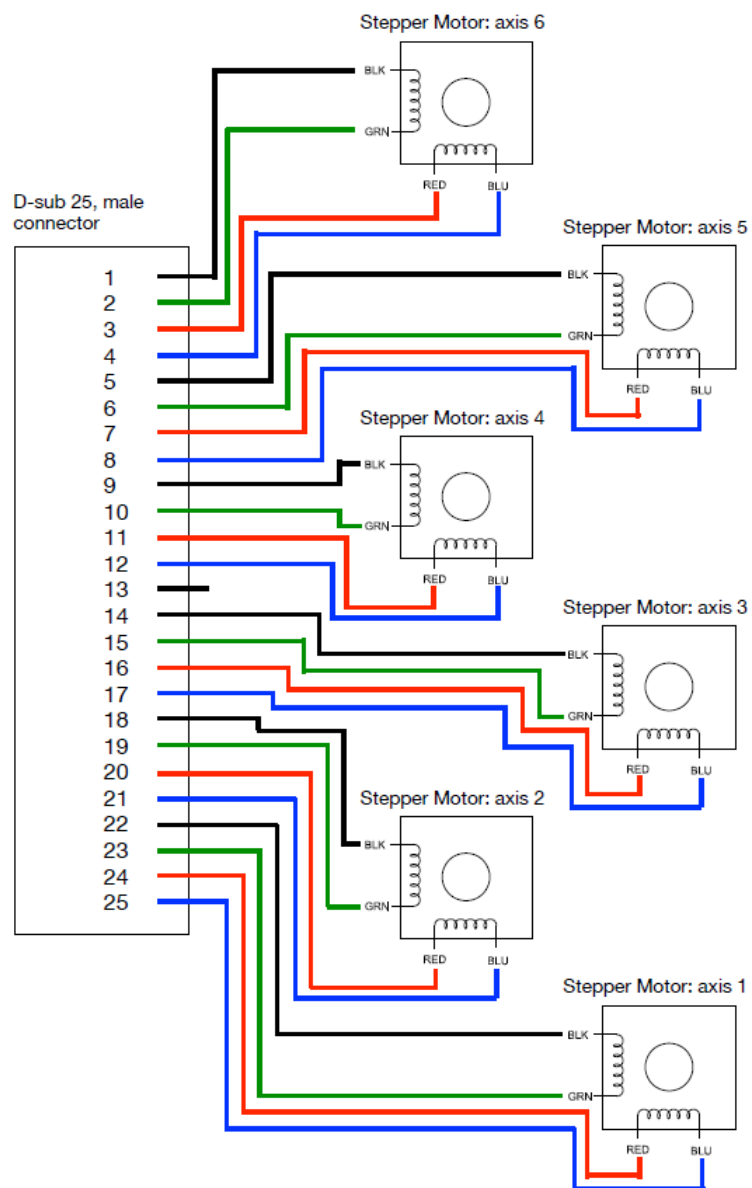 Stepper Motor: axis 6
BLK
GRN
RED
BLU
D-sub 25, male
connector
1
2
3
4
5
6
7
8
9
10
11
12
13
14
15
16
17
18
19
20
21
22
23
24
25
Stepper Motor: axis 5
BLK
GRN
RED
BLU
Stepper Motor: axis 4
BLK
GRN
RED
BLU
Stepper Motor: axis 3
BLK
GRN
RED
BLU
Stepper Motor: axis 2
BLK
GRN
RED
BLU
Stepper Motor: axis 1
BLK
GRN
RED
BLU